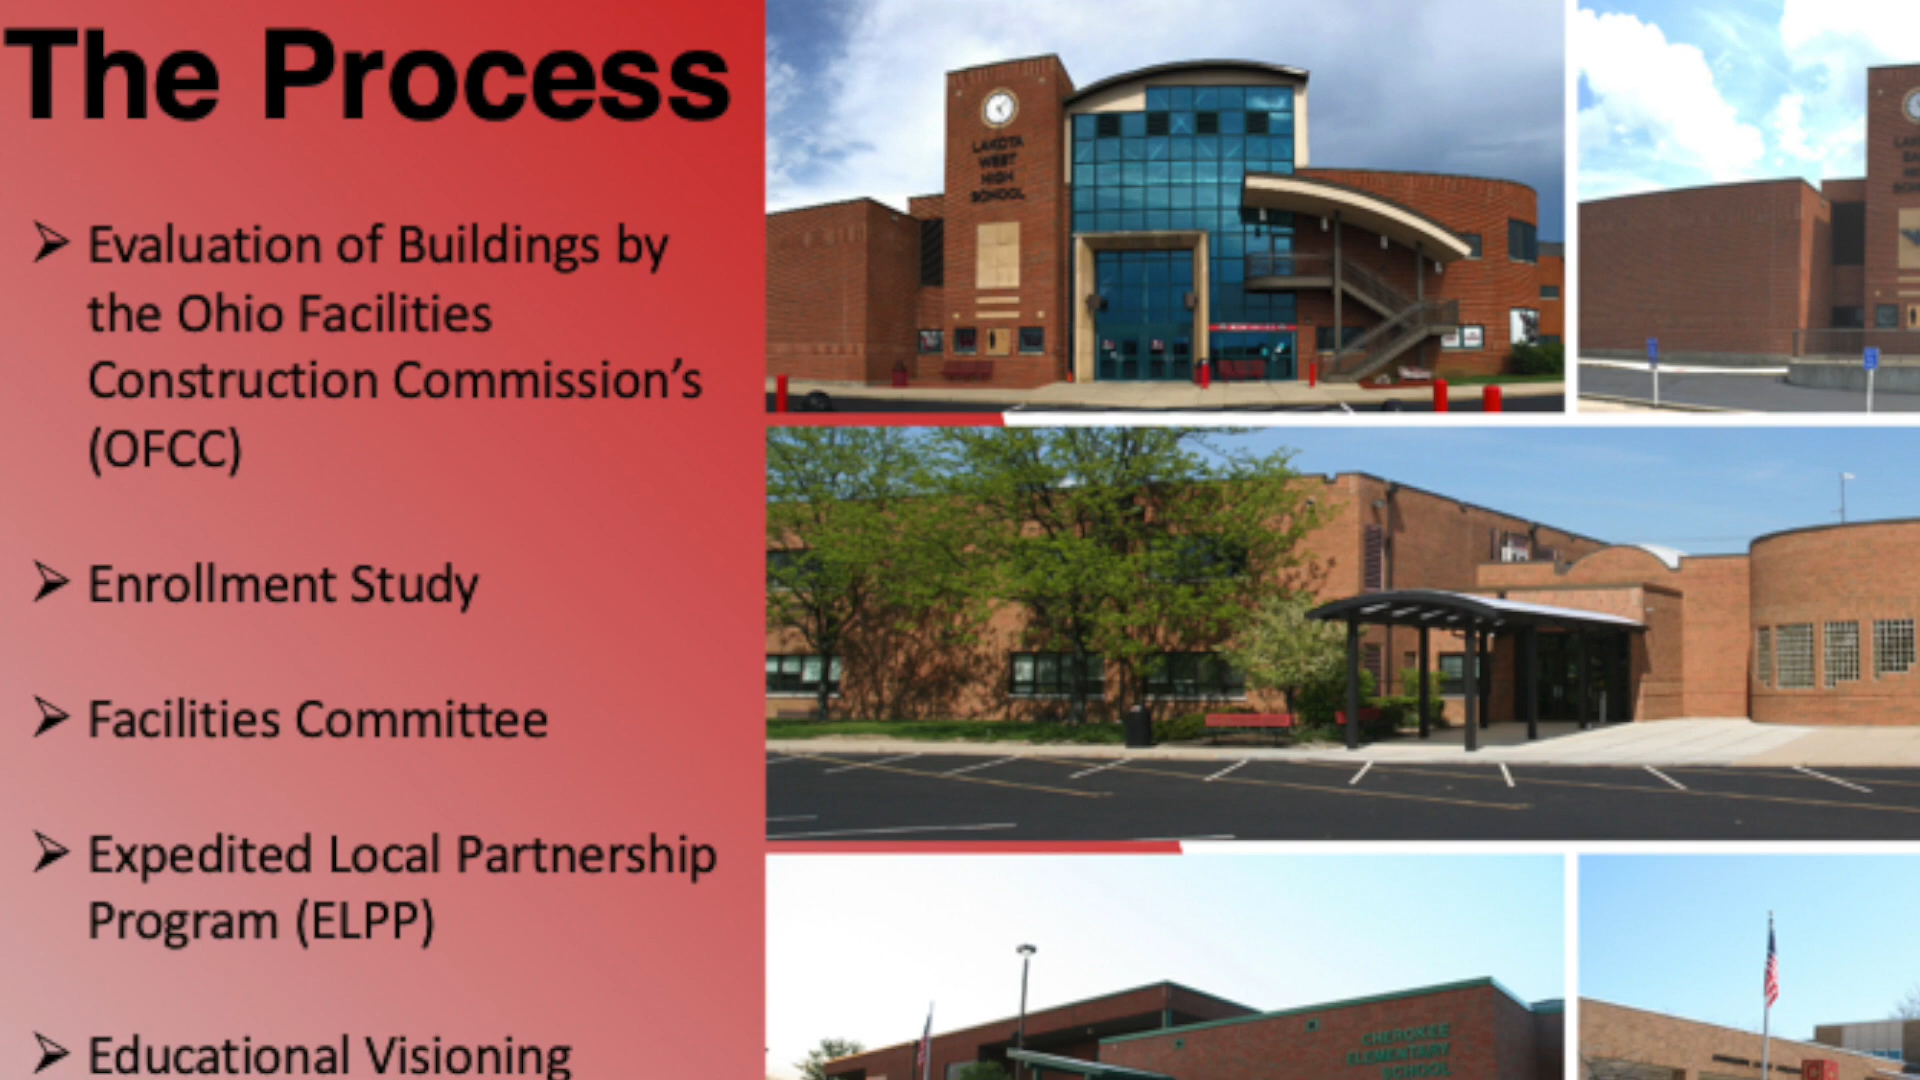 The Process
➢ Evaluation of Buildings by
the Ohio Facilities
Construction Commission’s
(OFCC)
➢ Enrollment Study
➢ Facilities Committee
➢ Expedited Local Partnership
Program (ELPP)
➢ Educational Visioning
LAKOTA
WEST
HIGH
SCHOOL
CHEROKEE
ELEMENTARY
SCHOOL